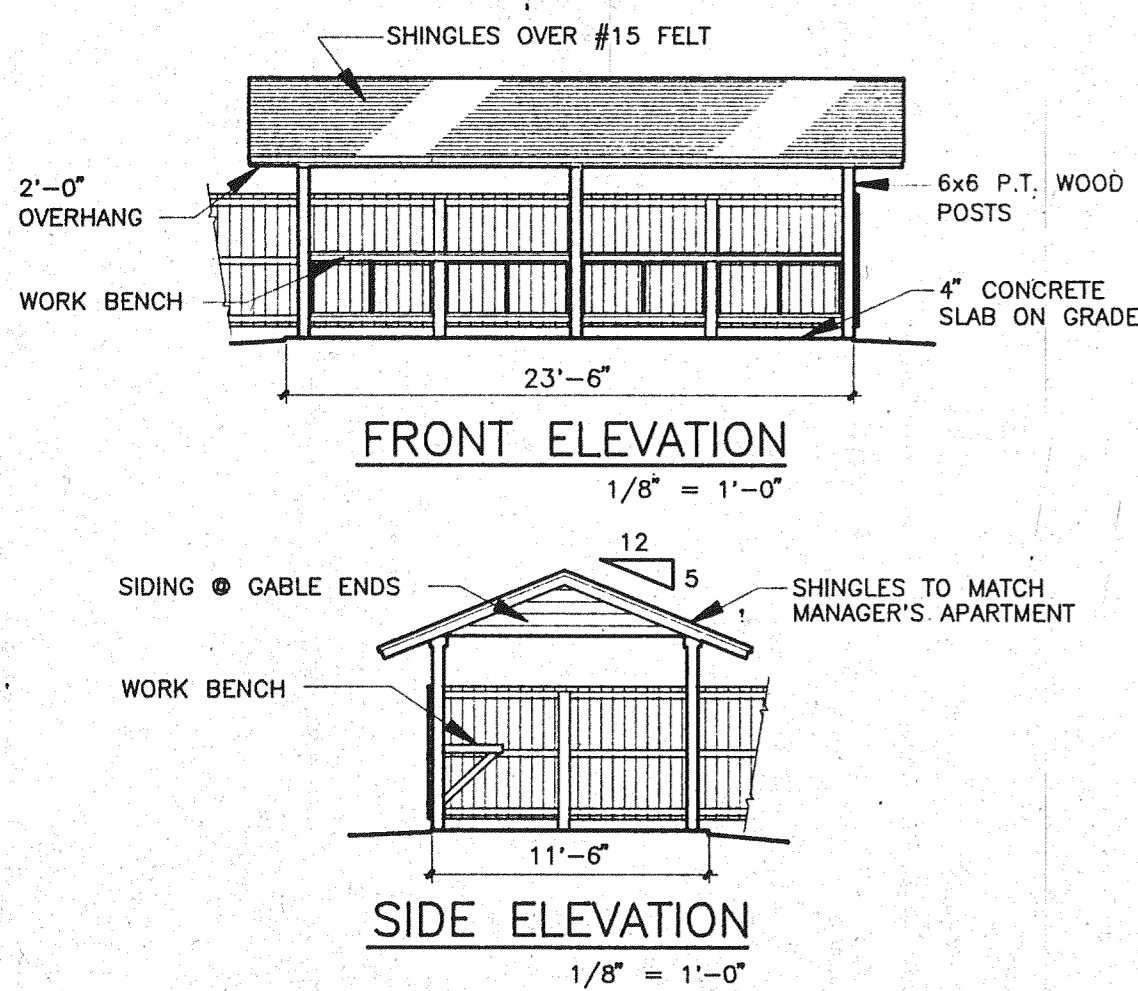 SHINGLES OVER #15 FELT
2'-0"
OVERHANG
6x6 P.T. WOOD
POSTS
WORK BENCH
4" CONCRETE
SLAB ON GRADE
23'-6"
FRONT ELEVATION
1/8" = 1'-0"
12
5
SIDING @ GABLE ENDS
SHINGLES TO MATCH
MANAGER'S APARTMENT
WORK BENCH
11'-6"
SIDE ELEVATION
1/8" = 1'-0"